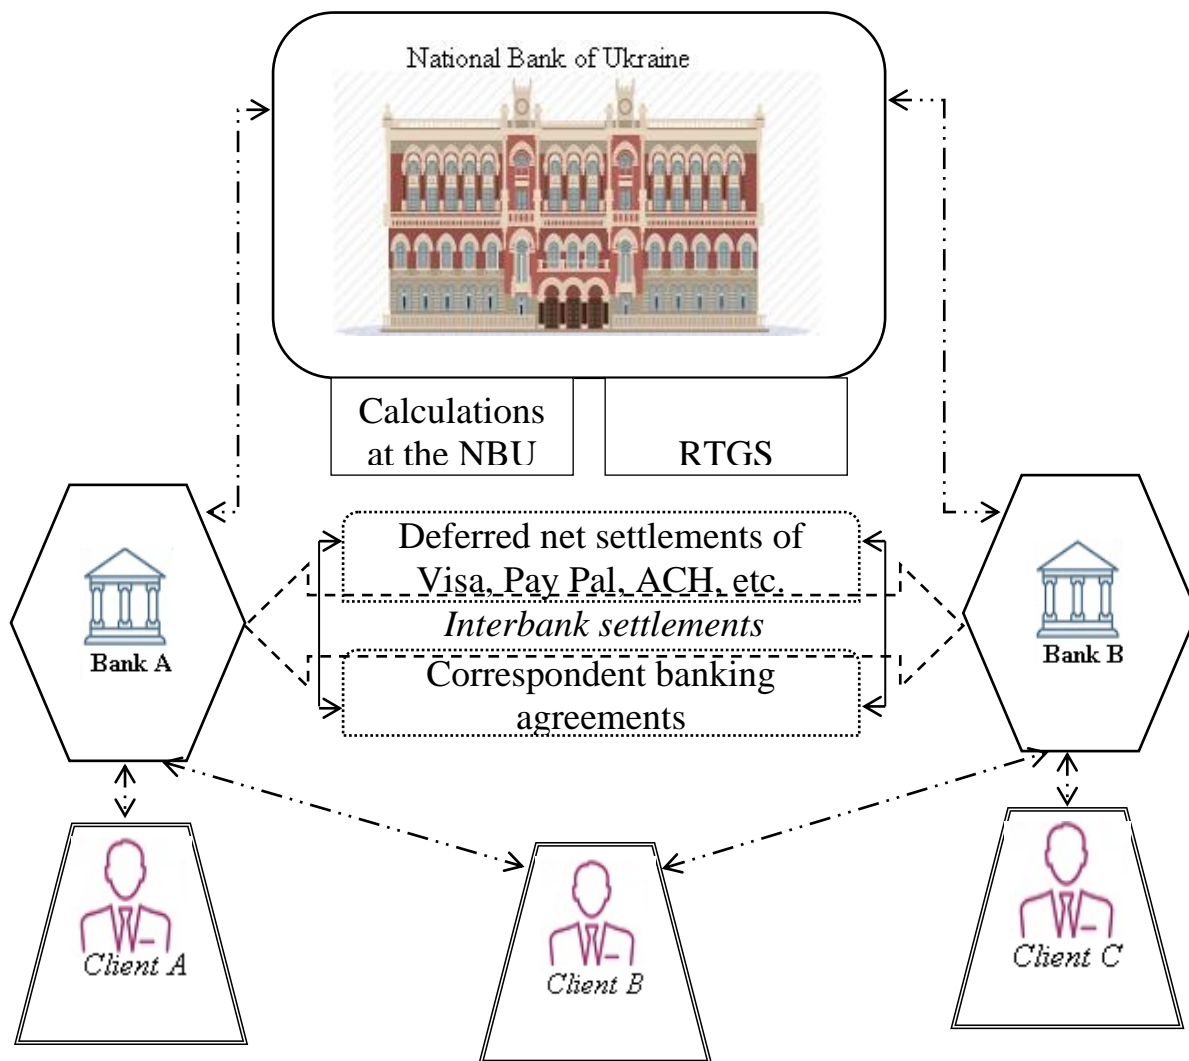 National Bank of Ukraine
Calculations
at the NBU
RTGS
Deferred net settlements of
Visa, Pay Pal, ACH, etc.
Interbank settlements
Correspondent banking
agreements
Bank A
Bank B
Client A
Client B
Client C